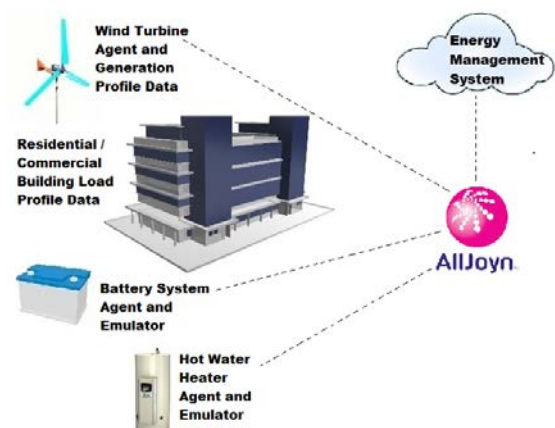 Wind Turbine
Agent and
Generation
Profile Data
Energy
Management
System
Residential /
Commercial
Building Load
Profile Data
AllJoyn
Battery System
Agent and
Emulator
Hot Water
Heater
Agent and
Emulator